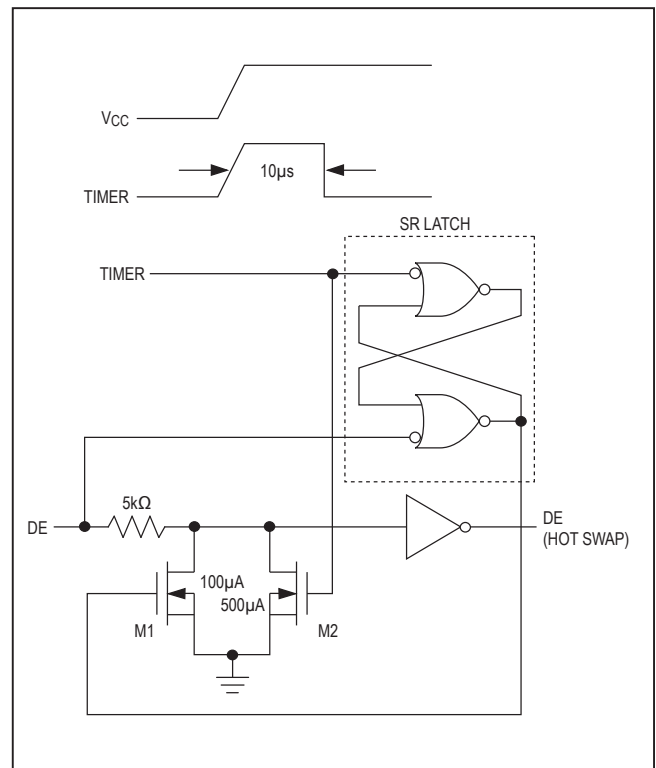 VCC
10µs
TIMER
SR LATCH
TIMER
5kΩ
DE
DE
(HOT SWAP)
100µA
500µA
M1
M2